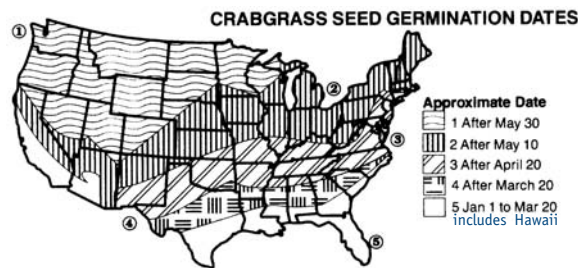 CRABGRASS SEED GERMINATION DATES
①
②
③
④
⑤
Approximate Date
1 After May 30
2 After May 10
3 After April 20
4 After March 20
5 Jan 1 to Mar 20
includes Hawaii